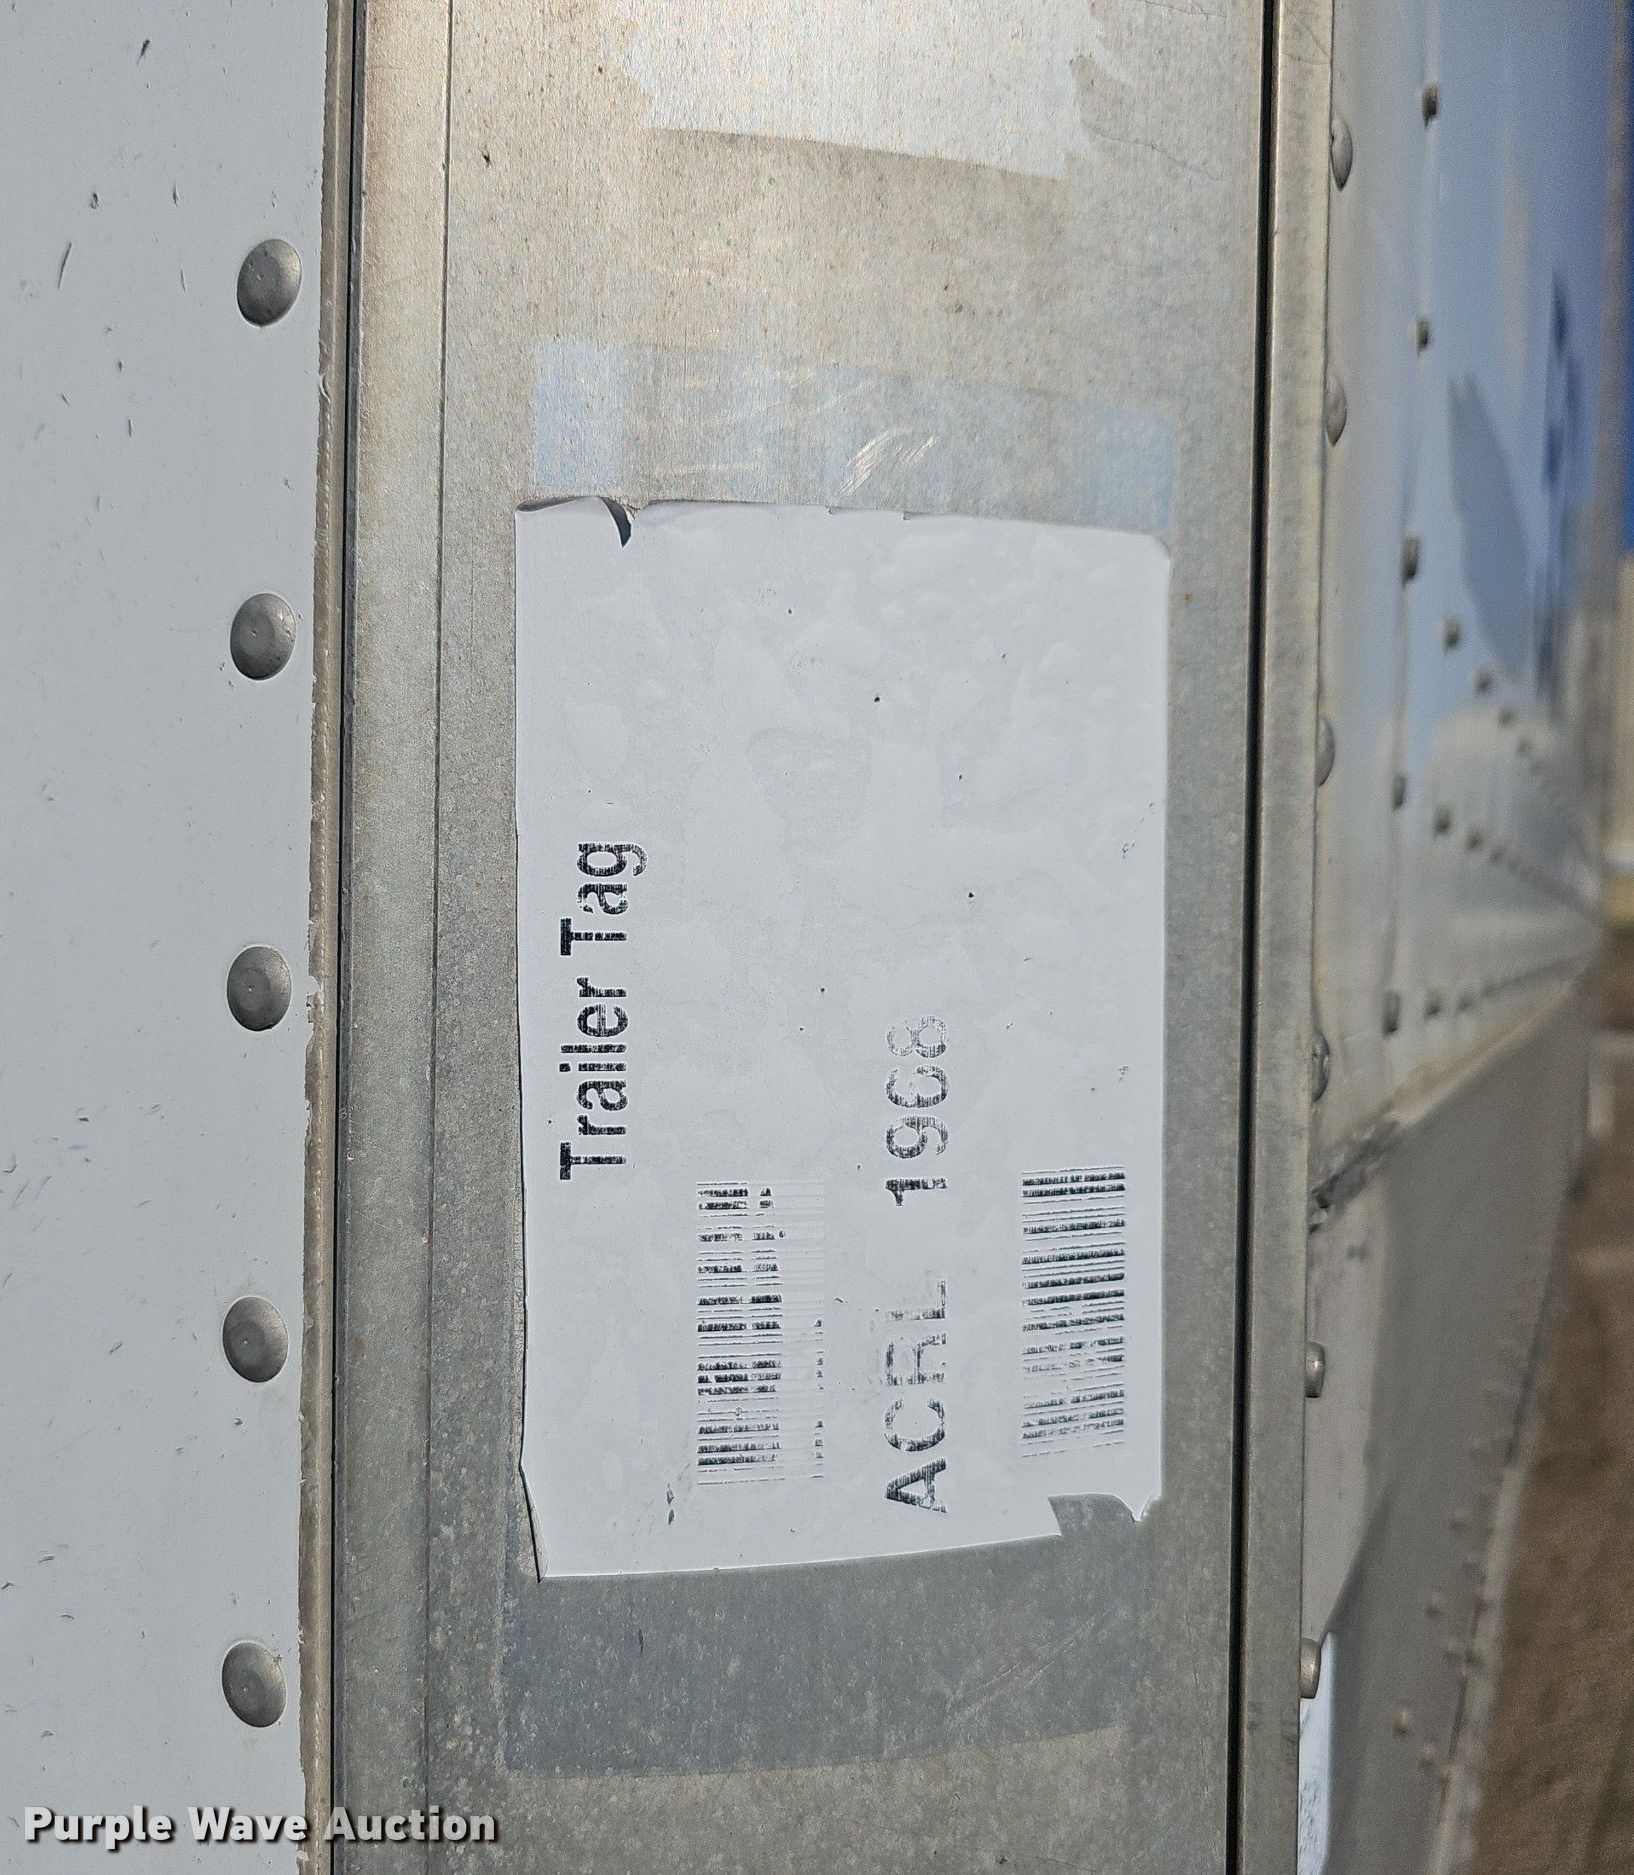 Trailer Tag
ACRL 1968
Purple Wave Auction